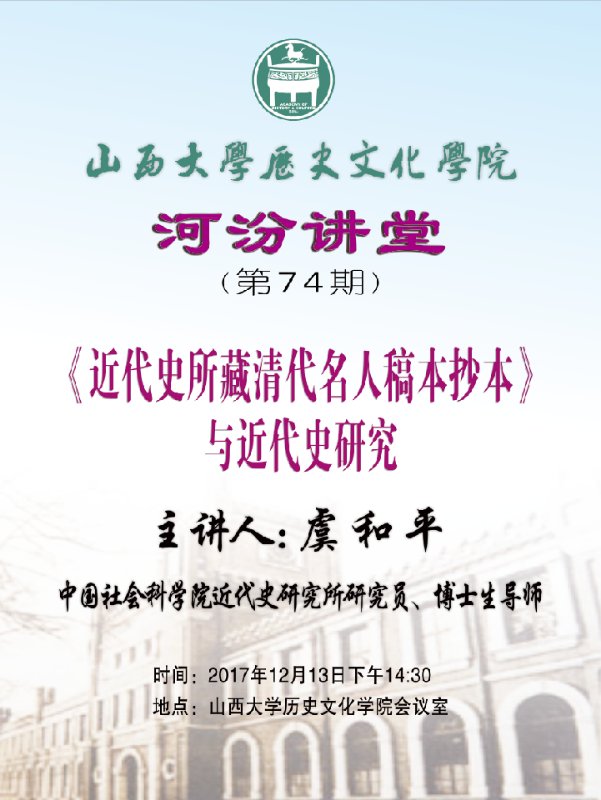 ACADEMY OF
HISTORY & CULTURE
山西大學歷史文化學院
河汾讲堂
（第74期）
《近代史所藏清代名人稿本抄本》
与近代史研究
主讲人：虞和平
中国社会科学院近代史研究所研究员、博士生导师
时间：2017年12月13日下午14:30
地点：山西大学历史文化学院会议室